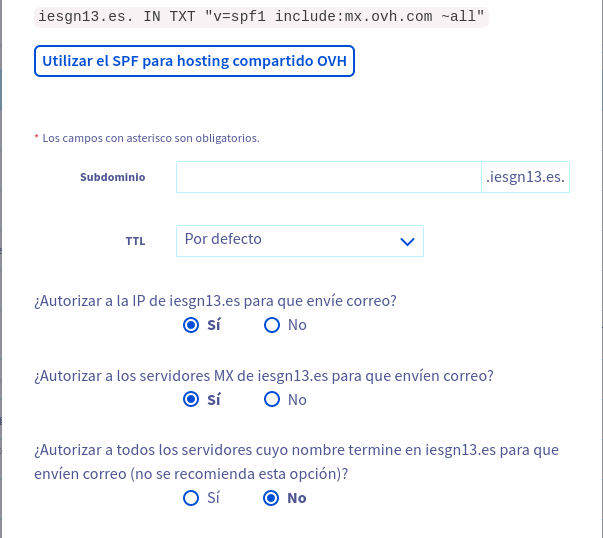 iesgn13.es. IN TXT "v=spf1 include:mx.ovh.com ~all"
Utilizar el SPF para hosting compartido OVH
* Los campos con asterisco son obligatorios.
Subdominio .iesgn13.es.
TTL Por defecto
¿Autorizar a la IP de iesgn13.es para que envíe correo?
Sí No
¿Autorizar a los servidores MX de iesgn13.es para que envíen correo?
Sí No
¿Autorizar a todos los servidores cuyo nombre termine en iesgn13.es para que
envíen correo (no se recomienda esta opción)?
Sí No